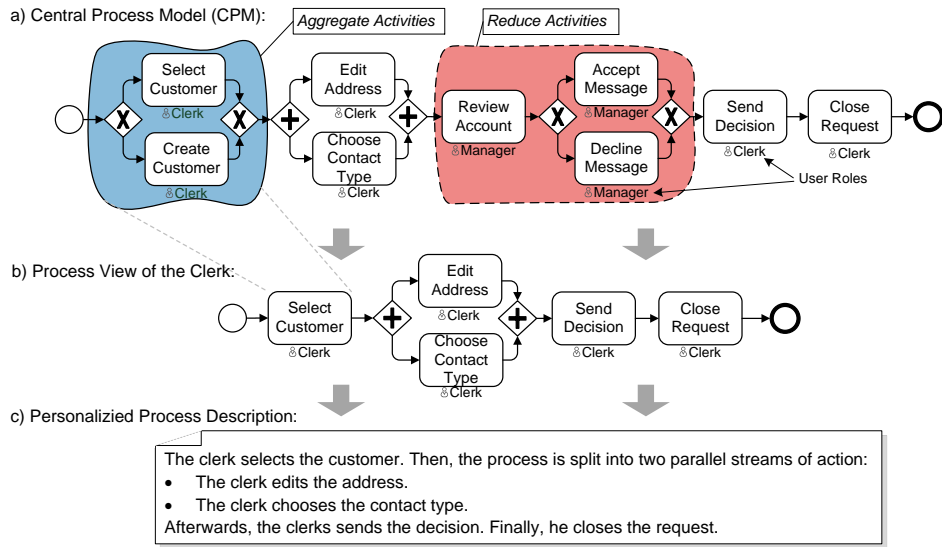 a) Central Process Model (CPM):
Aggregate Activities
Reduce Activities
Select
Customer
Clerk
Create
Customer
Clerk
Edit
Address
Clerk
Choose
Contact
Type
Clerk
Review
Account
Manager
Accept
Message
Manager
Decline
Message
Manager
Send
Decision
Clerk
Close
Request
Clerk
User Roles
b) Process View of the Clerk:
Select
Customer
Clerk
Edit
Address
Clerk
Choose
Contact
Type
Clerk
Send
Decision
Clerk
Close
Request
Clerk
c) Personalizied Process Description:
The clerk selects the customer. Then, the process is split into two parallel streams of action:
• The clerk edits the address.
• The clerk chooses the contact type.
Afterwards, the clerks sends the decision. Finally, he closes the request.